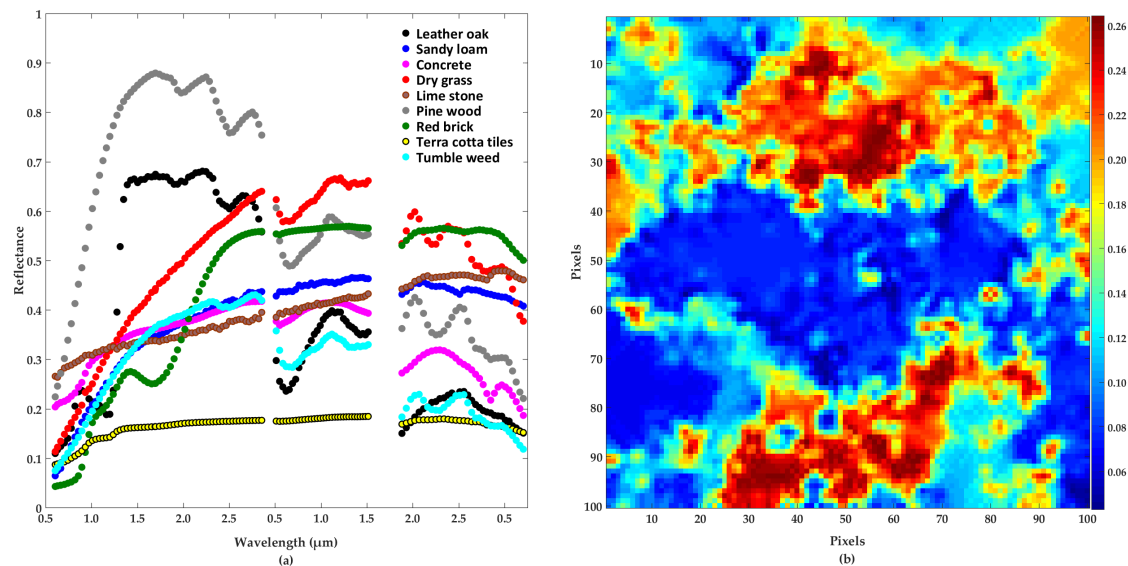 1
0.9
0.8
0.7
0.6
0.5
0.4
0.3
0.2
0.1
0
Reflectance
Leather oak
Sandy loam
Concrete
Dry grass
Lime stone
Pine wood
Red brick
Terra cotta tiles
Tumble weed
0.5 1.0 1.5 2.0 2.5 0.5 1.0 1.5 2.0 2.5 0.5
Wavelength (μm)
(a)
10
20
30
40
50
60
70
80
90
100
Pixels
10 20 30 40 50 60 70 80 90 100
Pixels
(b)
0.26
0.24
0.22
0.20
0.18
0.16
0.14
0.12
0.10
0.08
0.06